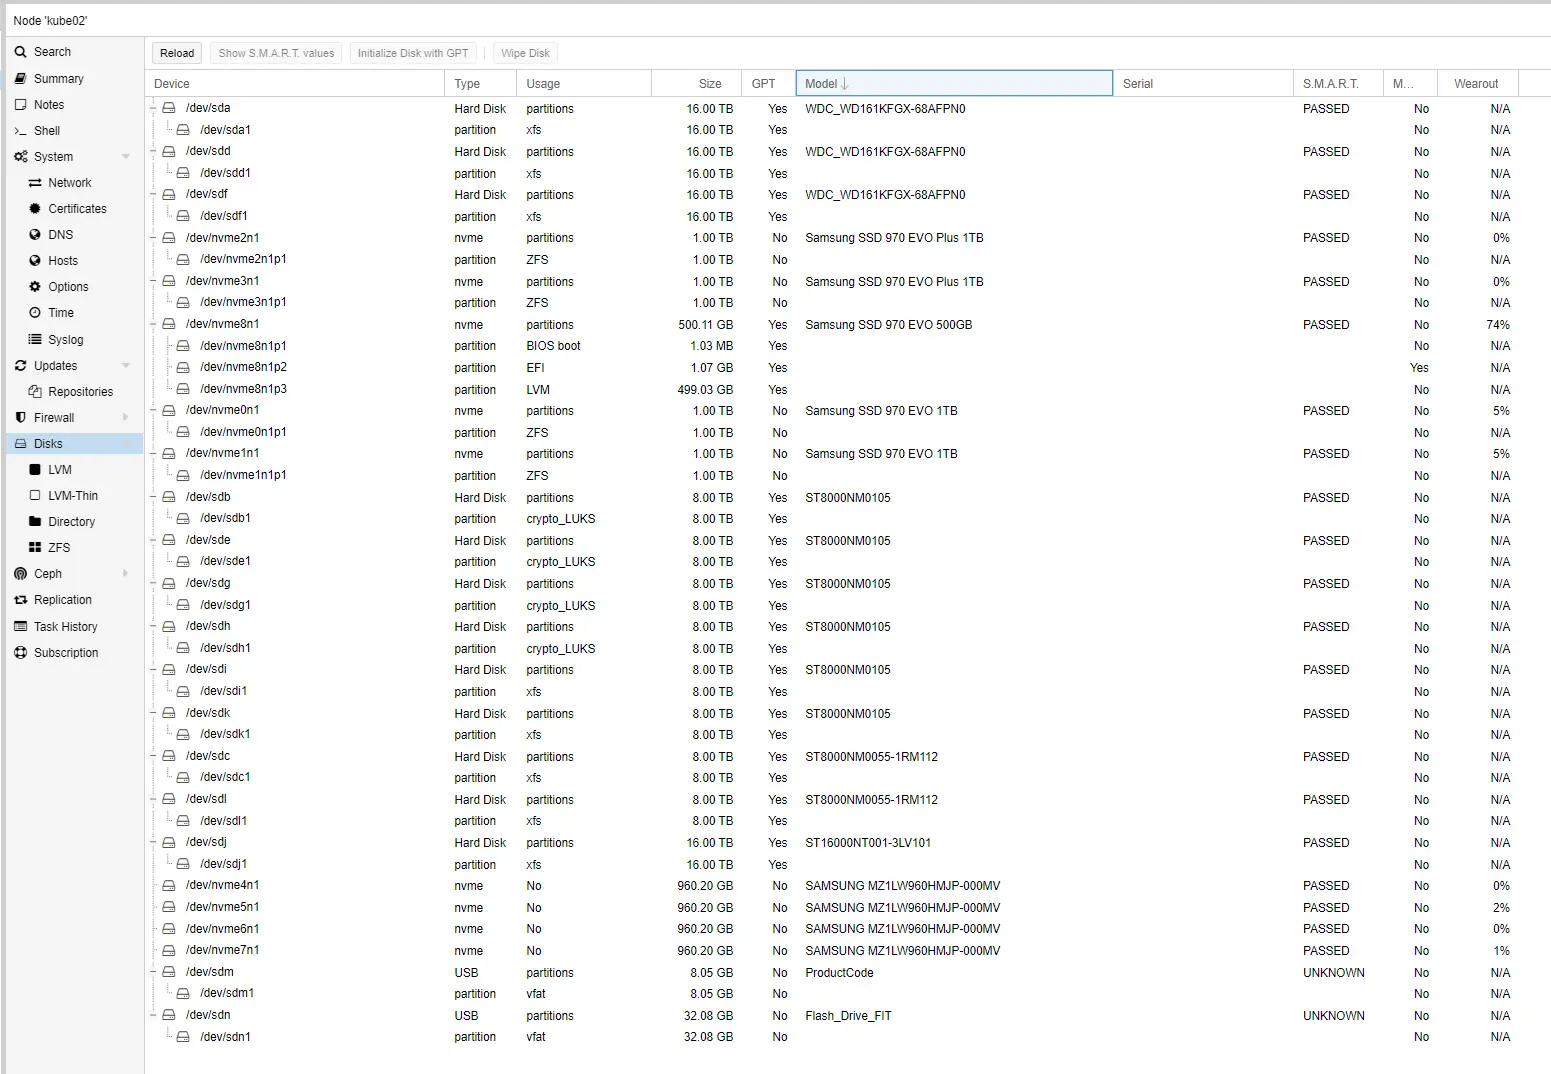 Node 'kube02'
Search
Summary
Notes
Shell
System
Network
Certificates
DNS
Hosts
Options
Time
Syslog
Updates
Repositories
Firewall
Disks
LVM
LVM-Thin
Directory
ZFS
Ceph
Replication
Task History
Subscription
Reload Show S.M.A.R.T. values Initialize Disk with GPT Wipe Disk
Device Type Usage Size GPT Model Serial S.M.A.R.T. M... Wearout
/dev/sda Hard Disk partitions 16.00 TB Yes WDC_WD161KFGX-68AFPN0 PASSED No N/A
/dev/sda1 partition xfs 16.00 TB Yes No N/A
/dev/sdd Hard Disk partitions 16.00 TB Yes WDC_WD161KFGX-68AFPN0 PASSED No N/A
/dev/sdd1 partition xfs 16.00 TB Yes No N/A
/dev/sdf Hard Disk partitions 16.00 TB Yes WDC_WD161KFGX-68AFPN0 PASSED No N/A
/dev/sdf1 partition xfs 16.00 TB Yes No N/A
/dev/nvme2n1 nvme partitions 1.00 TB No Samsung SSD 970 EVO Plus 1TB PASSED No 0%
/dev/nvme2n1p1 partition ZFS 1.00 TB No No N/A
/dev/nvme3n1 nvme partitions 1.00 TB No Samsung SSD 970 EVO Plus 1TB PASSED No 0%
/dev/nvme3n1p1 partition ZFS 1.00 TB No No N/A
/dev/nvme8n1 nvme partitions 500.11 GB Yes Samsung SSD 970 EVO 500GB PASSED No 74%
/dev/nvme8n1p1 partition BIOS boot 1.03 MB Yes No N/A
/dev/nvme8n1p2 partition EFI 1.07 GB Yes Yes N/A
/dev/nvme8n1p3 partition LVM 499.03 GB Yes No N/A
/dev/nvme0n1 nvme partitions 1.00 TB No Samsung SSD 970 EVO 1TB PASSED No 5%
/dev/nvme0n1p1 partition ZFS 1.00 TB No No N/A
/dev/nvme1n1 nvme partitions 1.00 TB No Samsung SSD 970 EVO 1TB PASSED No 5%
/dev/nvme1n1p1 partition ZFS 1.00 TB No No N/A
/dev/sdb Hard Disk partitions 8.00 TB Yes ST8000NM0105 PASSED No N/A
/dev/sdb1 partition crypto_LUKS 8.00 TB Yes No N/A
/dev/sde Hard Disk partitions 8.00 TB Yes ST8000NM0105 PASSED No N/A
/dev/sde1 partition crypto_LUKS 8.00 TB Yes No N/A
/dev/sdg Hard Disk partitions 8.00 TB Yes ST8000NM0105 PASSED No N/A
/dev/sdg1 partition crypto_LUKS 8.00 TB Yes No N/A
/dev/sdh Hard Disk partitions 8.00 TB Yes ST8000NM0105 PASSED No N/A
/dev/sdh1 partition crypto_LUKS 8.00 TB Yes No N/A
/dev/sdi Hard Disk partitions 8.00 TB Yes ST8000NM0105 PASSED No N/A
/dev/sdi1 partition xfs 8.00 TB Yes No N/A
/dev/sdk Hard Disk partitions 8.00 TB Yes ST8000NM0105 PASSED No N/A
/dev/sdk1 partition xfs 8.00 TB Yes No N/A
/dev/sdc Hard Disk partitions 8.00 TB Yes ST8000NM0055-1RM112 PASSED No N/A
/dev/sdc1 partition xfs 8.00 TB Yes No N/A
/dev/sdl Hard Disk partitions 8.00 TB Yes ST8000NM0055-1RM112 PASSED No N/A
/dev/sdl1 partition xfs 8.00 TB Yes No N/A
/dev/sdj Hard Disk partitions 16.00 TB Yes ST16000NT001-3LV101 PASSED No N/A
/dev/sdj1 partition xfs 16.00 TB Yes No N/A
/dev/nvme4n1 nvme No 960.20 GB No SAMSUNG MZ1LW960HMJP-000MV PASSED No 0%
/dev/nvme5n1 nvme No 960.20 GB No SAMSUNG MZ1LW960HMJP-000MV PASSED No 2%
/dev/nvme6n1 nvme No 960.20 GB No SAMSUNG MZ1LW960HMJP-000MV PASSED No 0%
/dev/nvme7n1 nvme No 960.20 GB No SAMSUNG MZ1LW960HMJP-000MV PASSED No 1%
/dev/sdm USB partitions 8.05 GB No ProductCode UNKNOWN No N/A
/dev/sdm1 partition vfat 8.05 GB No No N/A
/dev/sdn USB partitions 32.08 GB No Flash_Drive_FIT UNKNOWN No N/A
/dev/sdn1 partition vfat 32.08 GB No No N/A